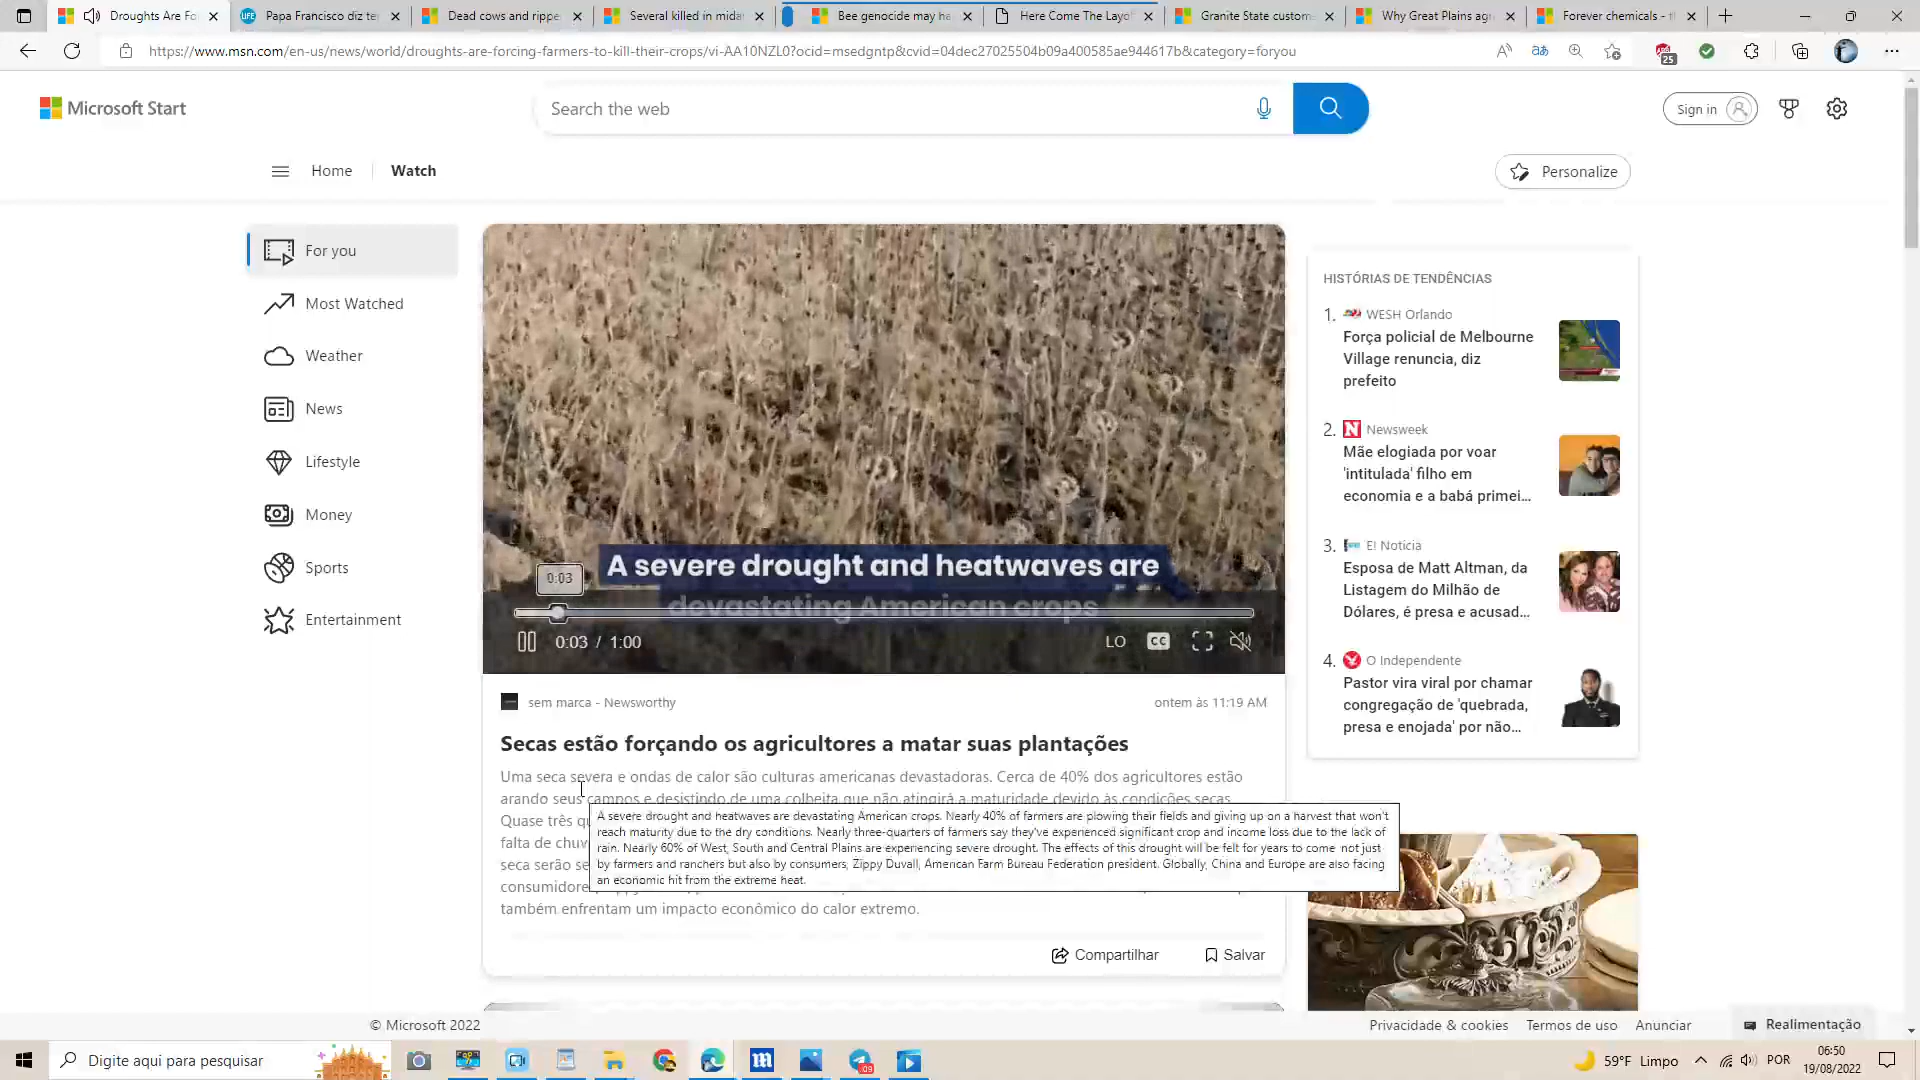 Droughts Are Fo
Papa Francisco diz te
Dead cows and rippe
Several killed in mida
Bee genocide may ha
Here Come The Layof
Granite State custom
Why Great Plains agr
Forever chemicals - t
https://www.msn.com/en-us/news/world/droughts-are-forcing-farmers-to-kill-their-crops/vi-AA10NZL0?ocid=msedgntp&cvid=04dec27025504b09a400585ae944617b&category=foryou
25
Microsoft Start
Search the web
Sign in
Home
Watch
Personalize
For you
Most Watched
Weather
News
Lifestyle
Money
Sports
Entertainment
A severe drought and heatwaves are
devastating American crops
0:03
0:03 / 1:00
LO
CC
sem marca - Newsworthy
ontem às 11:19 AM
Secas estão forçando os agricultores a matar suas plantações
Uma seca severa e ondas de calor são culturas americanas devastadoras. Cerca de 40% dos agricultores estão
arando seus campos e desistindo de uma colheita que não atingirá a maturidade devido às condições secas.
Quase três
falta de
seca serão
também enfrentam um impacto econômico do calor extremo.
A severe drought and heatwaves are devastating American crops. Nearly 40% of farmers are plowing their fields and giving up on a harvest that won't
reach maturity due to the dry conditions. Nearly three-quarters of farmers say they've experienced significant crop and income loss due to the lack of
rain. Nearly 60% of West, South and Central Plains are experiencing severe drought. The effects of this drought will be felt for years to come not just
by farmers and ranchers but also by consumers, Zippy Duvall, American Farm Bureau Federation president. Globally, China and Europe are also facing
an economic hit from the extreme heat.
Compartilhar
Salvar
HISTÓRIAS DE TENDÊNCIAS
1. WESH Orlando
Força policial de Melbourne
Village renuncia, diz
prefeito
2. Newsweek
Mãe elogiada por voar
'intitulada' filho em
economia e a babá primei...
3. E! Noticia
Esposa de Matt Altman, da
Listagem do Milhão de
Dólares, é presa e acusad...
4. O Independente
Pastor vira viral por chamar
congregação de 'quebrada,
presa e enojada' por não...
© Microsoft 2022
Privacidade & cookies
Termos de uso
Anunciar
Realimentação
Digite aqui para pesquisar
59°F Limpo
POR
06:50
19/08/2022